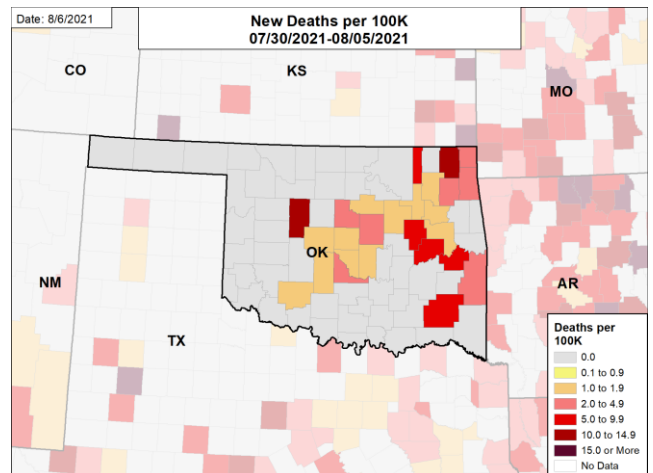 Date: 8/6/2021
New Deaths per 100K
07/30/2021-08/05/2021
CO
KS
MO
OK
NM
TX
AR
Deaths per
100K
0.0
0.1 to 0.9
1.0 to 1.9
2.0 to 4.9
5.0 to 9.9
10.0 to 14.9
15.0 or More
No Data